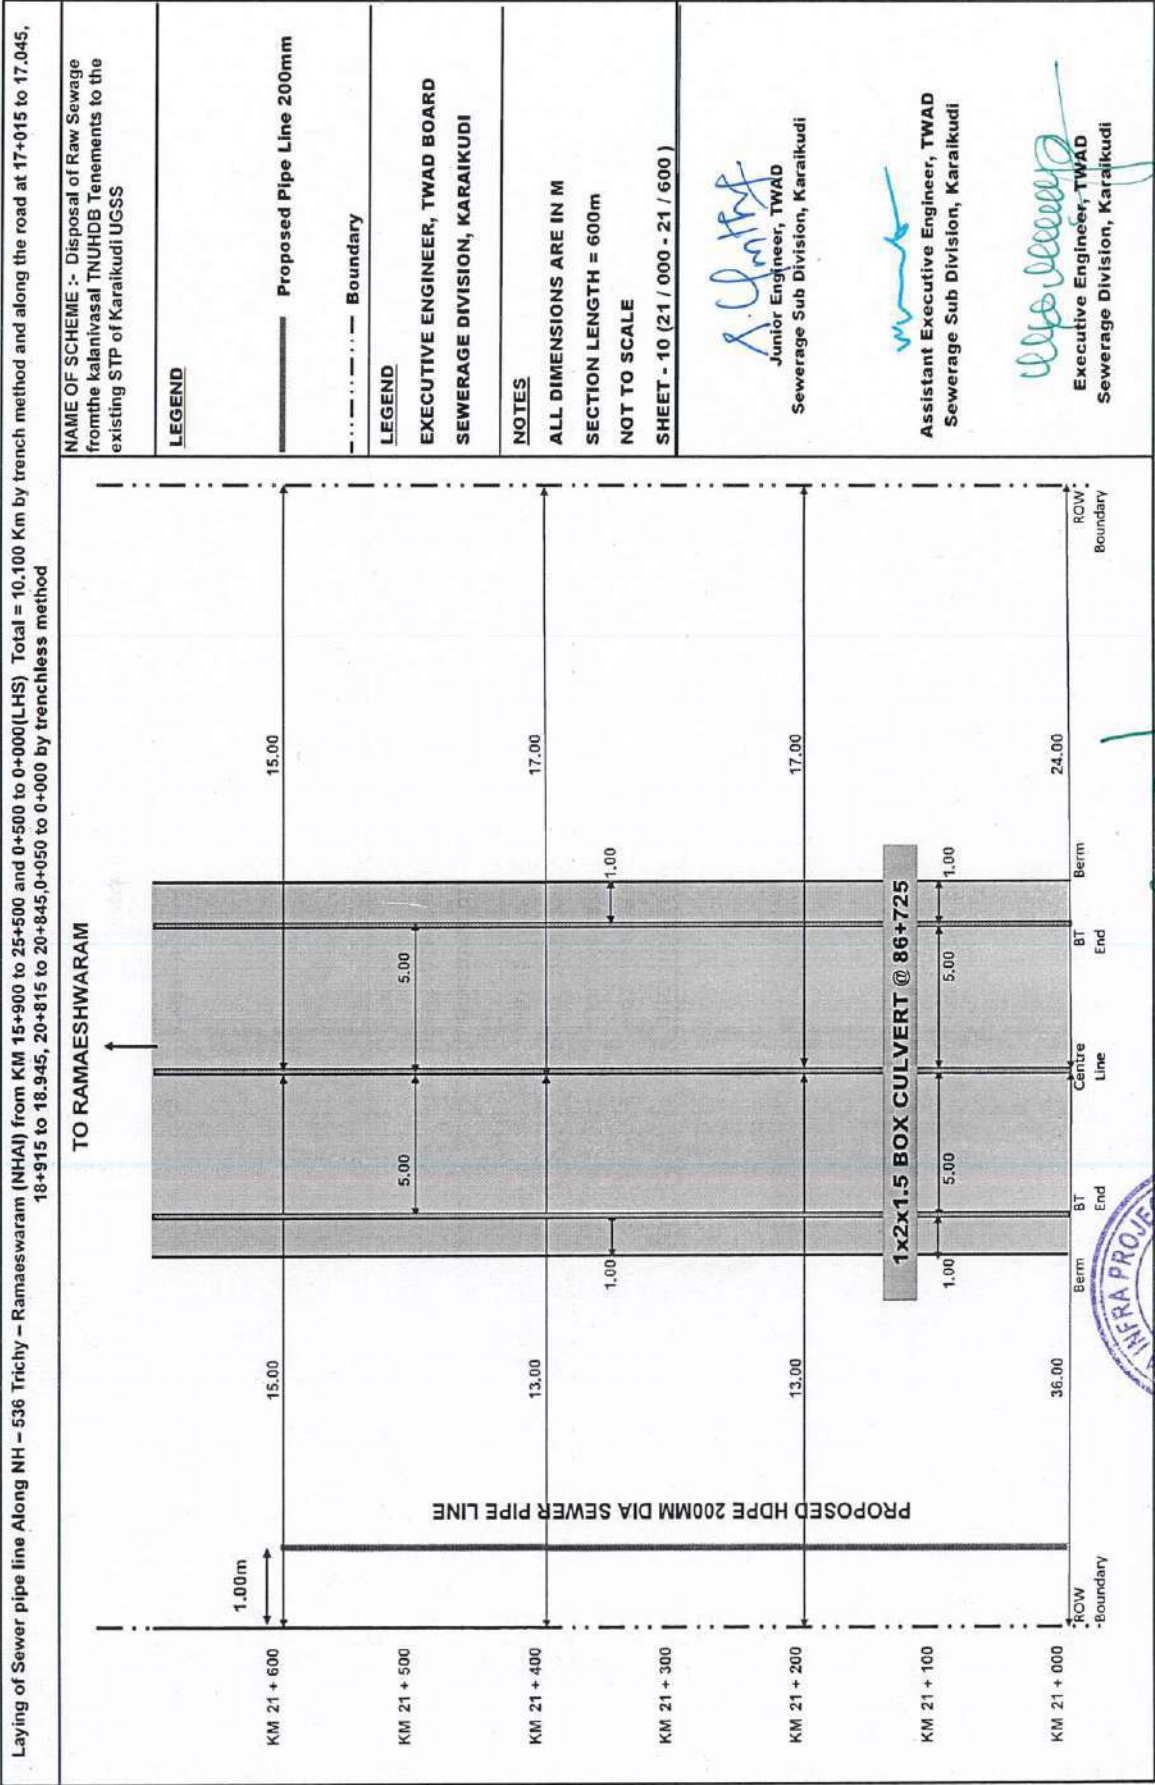 Laying of Sewer pipe line Along NH – 536 Trichy – Ramaeswaram (NHAI) from KM 15+900 to 25+500 and 0+500 to 0+000(LHS) Total = 10.100 Km by trench method and along the road at 17+015 to 17.045,
18+915 to 18.945, 20+815 to 20+845,0+050 to 0+000 by trenchless method
TO RAMAESHWARAM
1.00m
KM 21 + 600
15.00
15.00
KM 21 + 500
5.00
5.00
KM 21 + 400
13.00
17.00
KM 21 + 300
1.00
1.00
KM 21 + 200
13.00
17.00
1x2x1.5 BOX CULVERT @ 86+725
KM 21 + 100
1.00
5.00
5.00
1.00
KM 21 + 000
36.00
24.00
PROPOSED HDPE 200MM DIA SEWER PIPE LINE
ROW
Boundary
Berm
BT
End
Centre
Line
BT
End
Berm
ROW
Boundary
INFRA PROJE
NAME OF SCHEME :- Disposal of Raw Sewage
fromthe kalanivasal TNUHDB Tenements to the
existing STP of Karaikudi UGSS
LEGEND
Proposed Pipe Line 200mm
Boundary
LEGEND
EXECUTIVE ENGINEER, TWAD BOARD
SEWERAGE DIVISION, KARAIKUDI
NOTES
ALL DIMENSIONS ARE IN M
SECTION LENGTH = 600m
NOT TO SCALE
SHEET - 10 (21 / 000 - 21 / 600 )
Junior Engineer, TWAD
Sewerage Sub Division, Karaikudi
Assistant Executive Engineer, TWAD
Sewerage Sub Division, Karaikudi
Executive Engineer, TWAD
Sewerage Division, Karaikudi